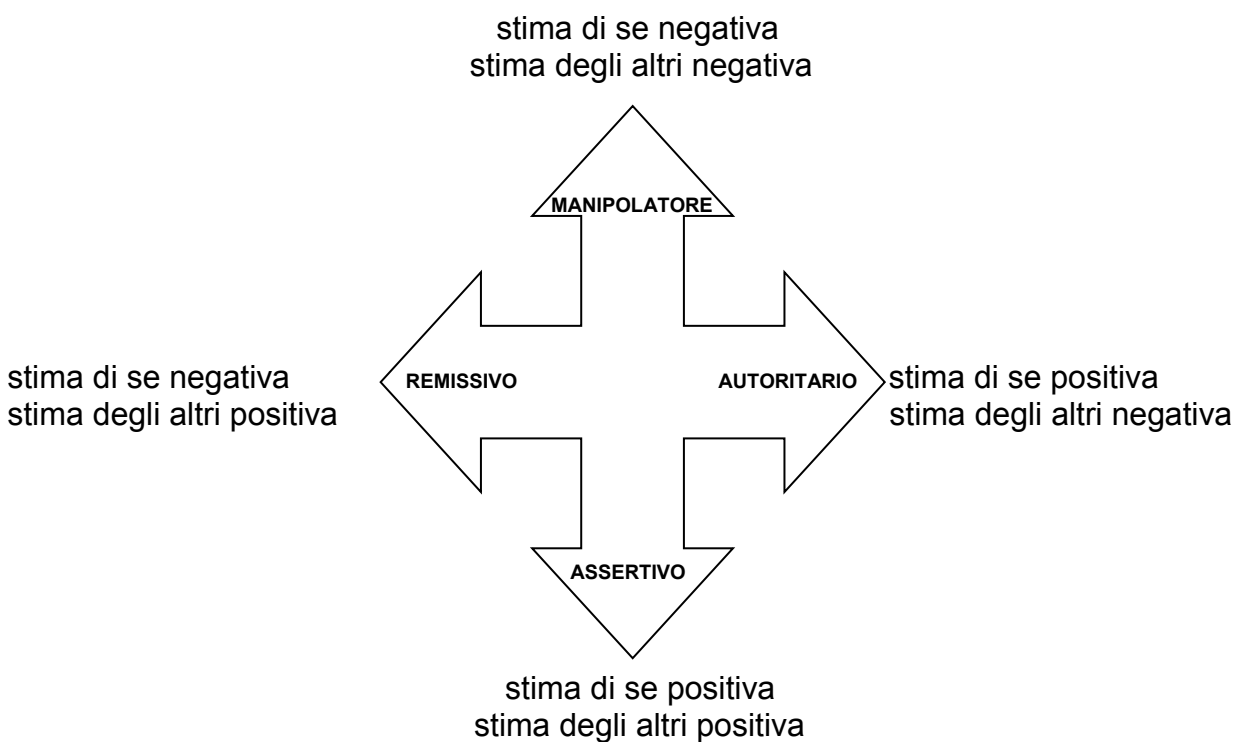 stima di se negativa
stima degli altri negativa
MANIPOLATORE
stima di se negativa
stima degli altri positiva
REMISSIVO
AUTORITARIO
stima di se positiva
stima degli altri negativa
ASSERTIVO
stima di se positiva
stima degli altri positiva